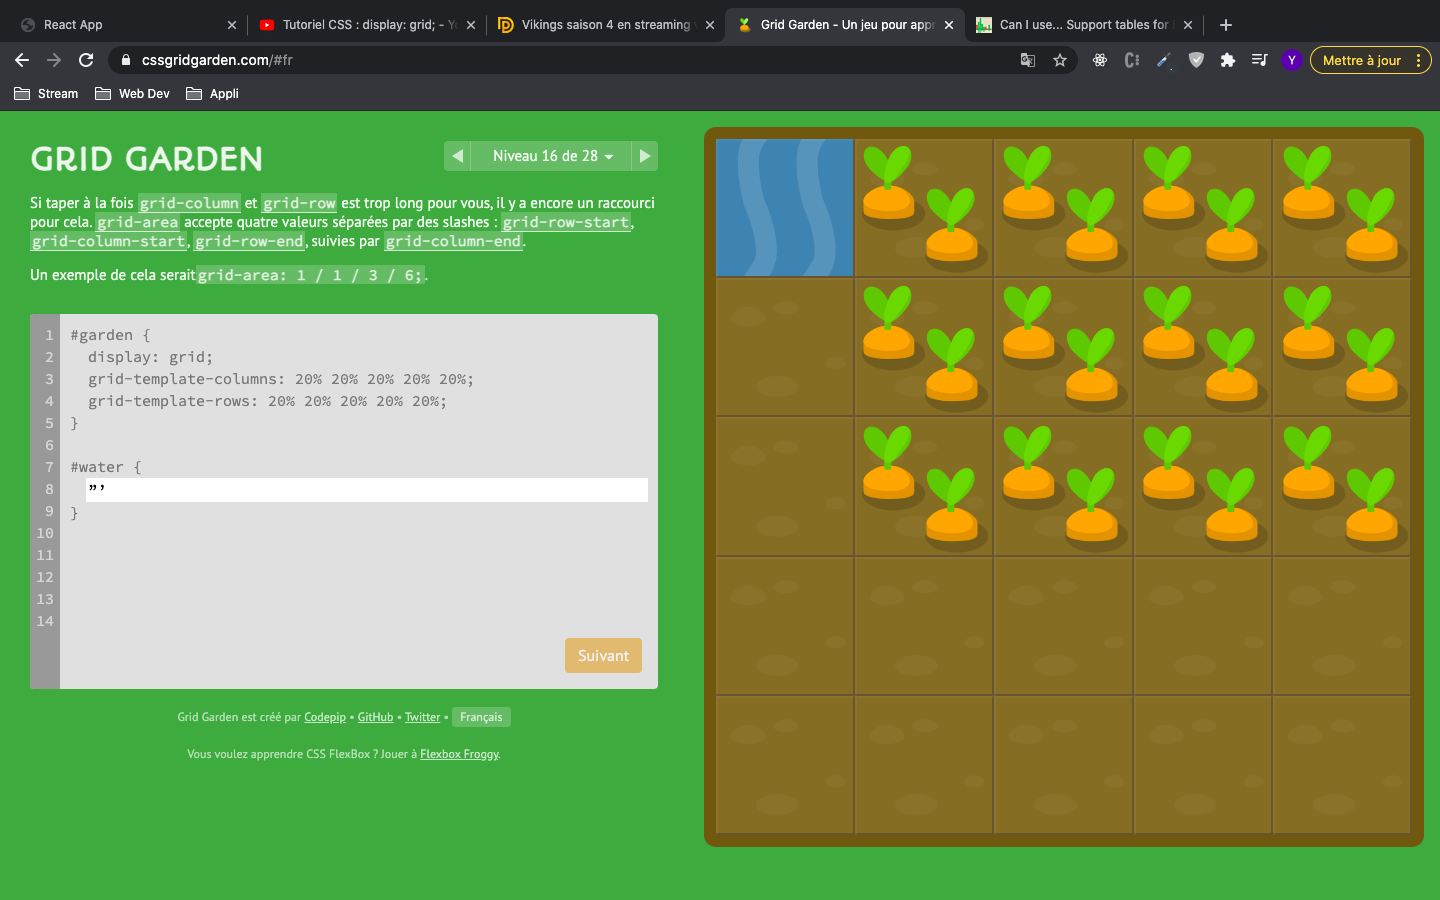 React App
Tutoriel CSS : display: grid; - Yo
Vikings saison 4 en streaming v
Grid Garden - Un jeu pour appr
Can I use... Support tables for
cssgridgarden.com/#fr
Y
Mettre à jour
Stream
Web Dev
Appli
GRID GARDEN
Niveau 16 de 28
Si taper à la fois grid-column et grid-row est trop long pour vous, il y a encore un raccourci
pour cela. grid-area accepte quatre valeurs séparées par des slashes : grid-row-start,
grid-column-start, grid-row-end, suivies par grid-column-end.
Un exemple de cela serait grid-area: 1 / 1 / 3 / 6;.
1 #garden {
2 display: grid;
3 grid-template-columns: 20% 20% 20% 20% 20%;
4 grid-template-rows: 20% 20% 20% 20% 20%;
5 }
6
7 #water {
8 ”’
9 }
10
11
12
13
14
Suivant
Grid Garden est créé par Codepip • GitHub • Twitter • Français
Vous voulez apprendre CSS FlexBox ? Jouer à Flexbox Froggy.